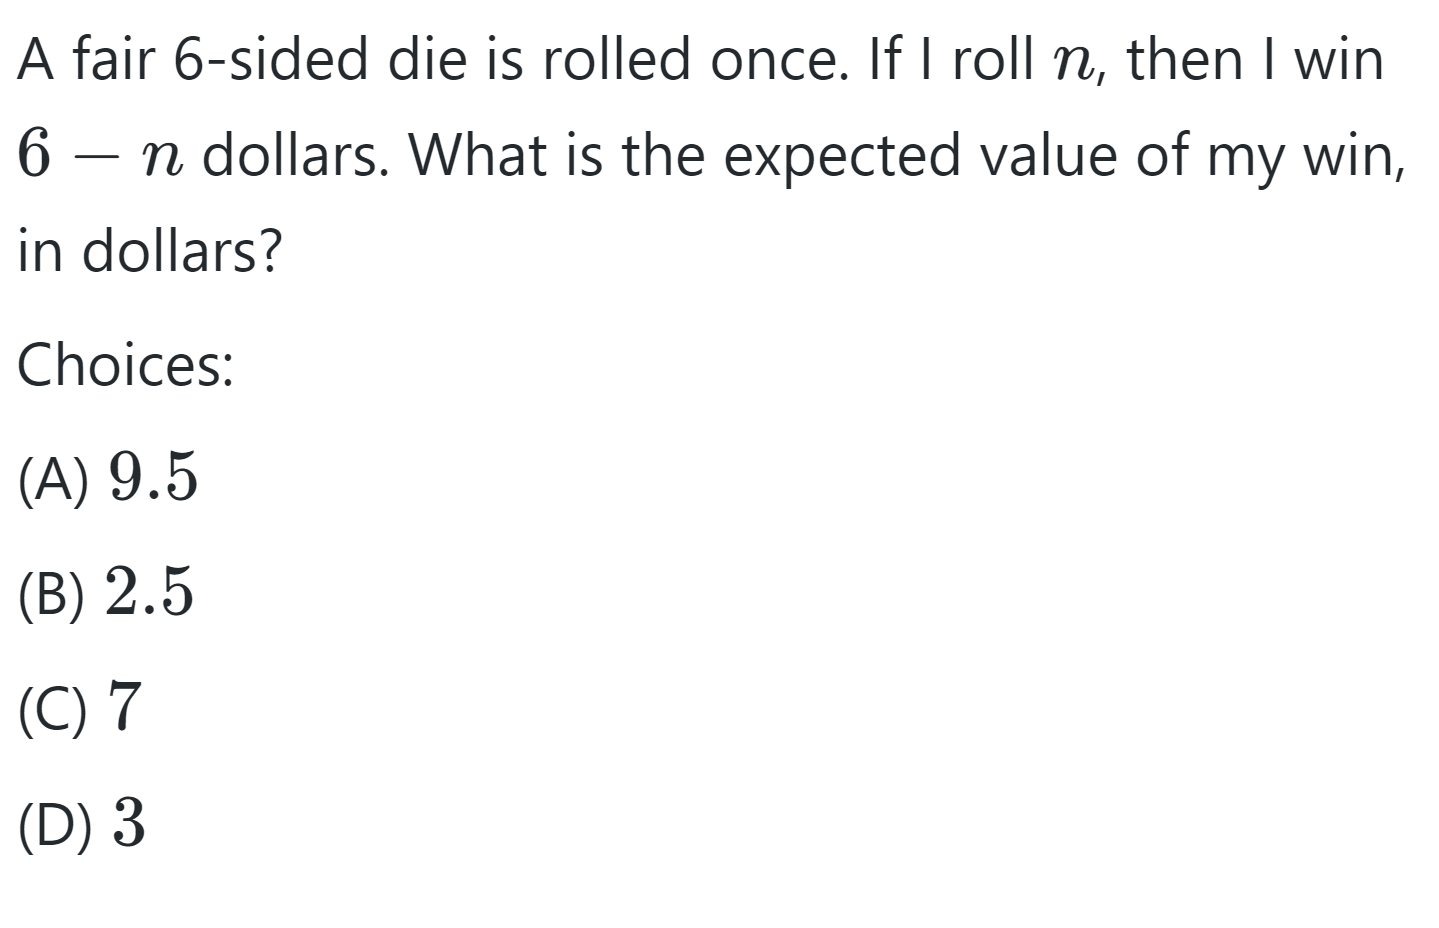 A fair 6-sided die is rolled once. If I roll n, then I win
6 − n dollars. What is the expected value of my win,
in dollars?
Choices:
(A) 9.5
(B) 2.5
(C) 7
(D) 3